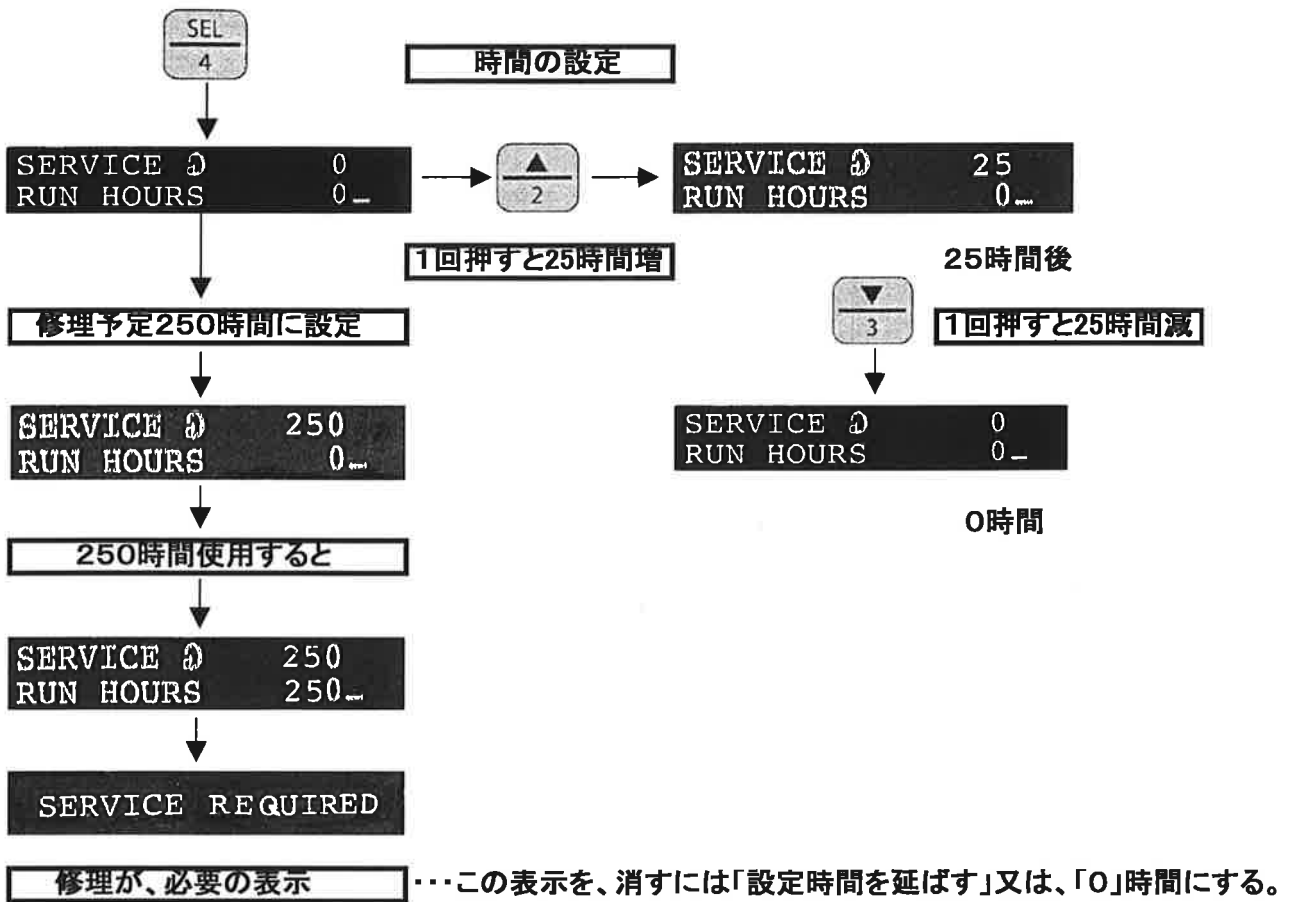 SEL
4
時間の設定
SERVICE @ 0
RUN HOURS 0_
▲
2
SERVICE @ 25
RUN HOURS 0_
1回押すと25時間増
25時間後
▼
3
1回押すと25時間減
修理予定250時間に設定
SERVICE @ 250
RUN HOURS 0_
SERVICE @ 0
RUN HOURS 0_
0時間
250時間使用すると
SERVICE @ 250
RUN HOURS 250_
SERVICE REQUIRED
修理が、必要の表示
･･･この表示を、消すには「設定時間を延ばす」又は、「0」時間にする。